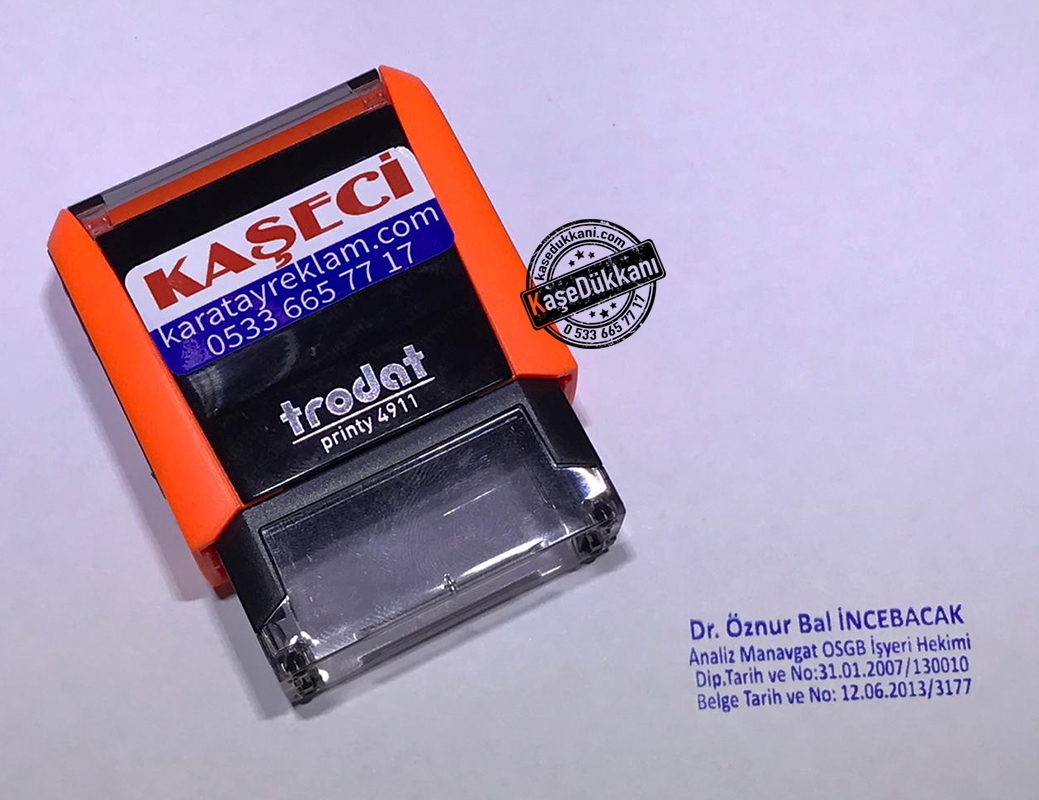 KAŞECİ
karatayreklam.com
0533 665 77 17
trodat
printy 4911
kasedukkani.com
KaşeDükkanı
0 533 665 77 17
Dr. Öznur Bal İNCEBACAK
Analiz Manavgat OSGB İşyeri Hekimi
Dip.Tarih ve No:31.01.2007/130010
Belge Tarih ve No: 12.06.2013/3177